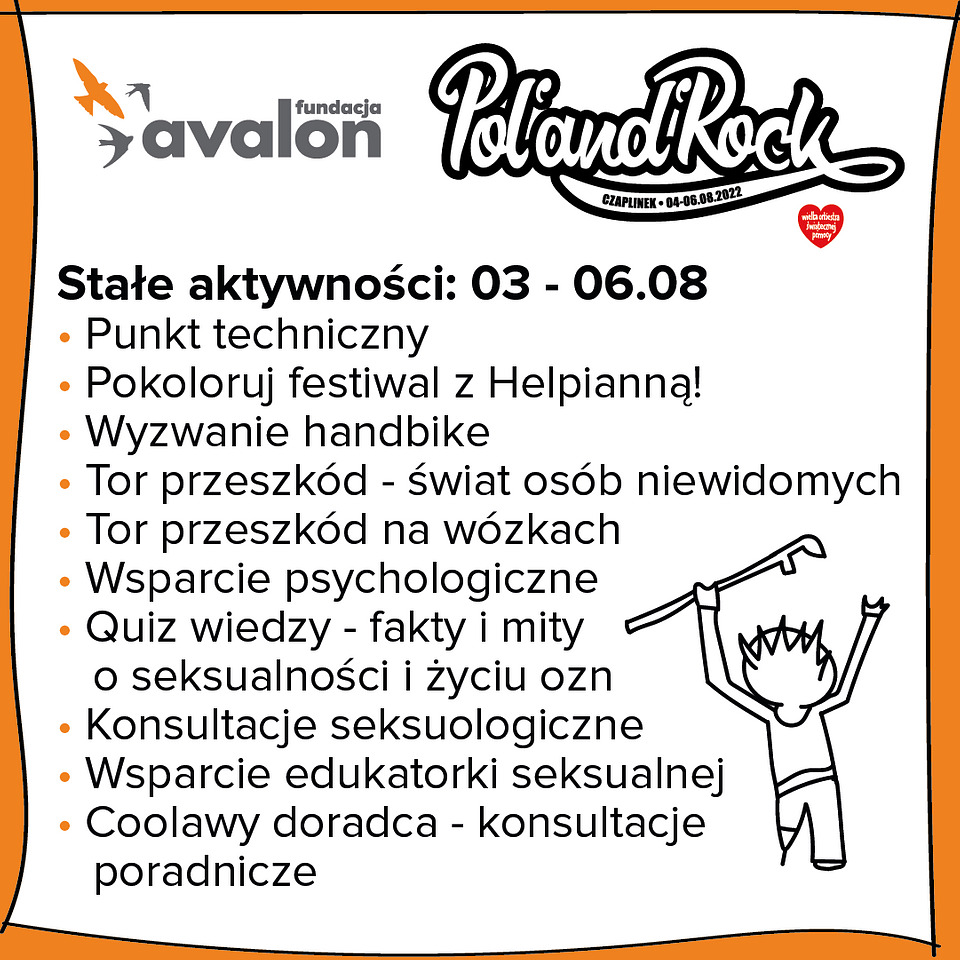 fundacja
avalon
Pol'and'Rock
CZAPLINEK • 04-06.08.2022
wielka orkiestra
świątecznej
pomocy
Stałe aktywności: 03 - 06.08
• Punkt techniczny
• Pokoloruj festiwal z Helpianną!
• Wyzwanie handbike
• Tor przeszkód - świat osób niewidomych
• Tor przeszkód na wózkach
• Wsparcie psychologiczne
• Quiz wiedzy - fakty i mity
o seksualności i życiu ozn
• Konsultacje seksuologiczne
• Wsparcie edukatorki seksualnej
• Coolawy doradca - konsultacje
poradnicze